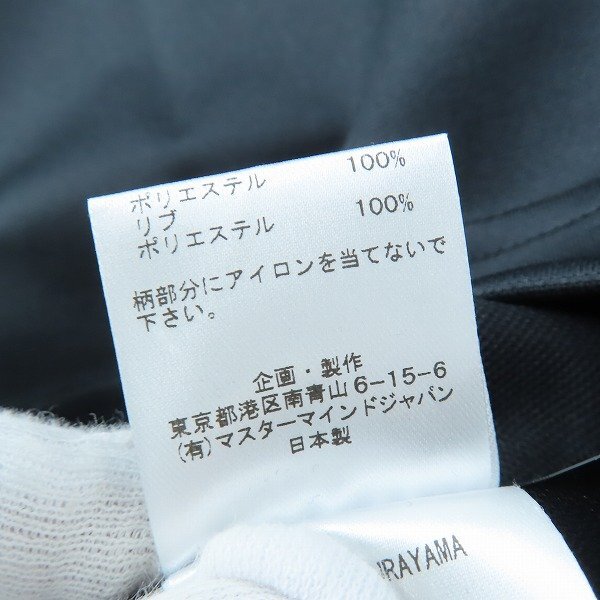 ポリエステル 100%
リブ
ポリエステル 100%
柄部分にアイロンを当てないで
下さい。
企画・製作
東京都港区南青山6-15-6
(有)マスターマインドジャパン
日本製
URAYAMA